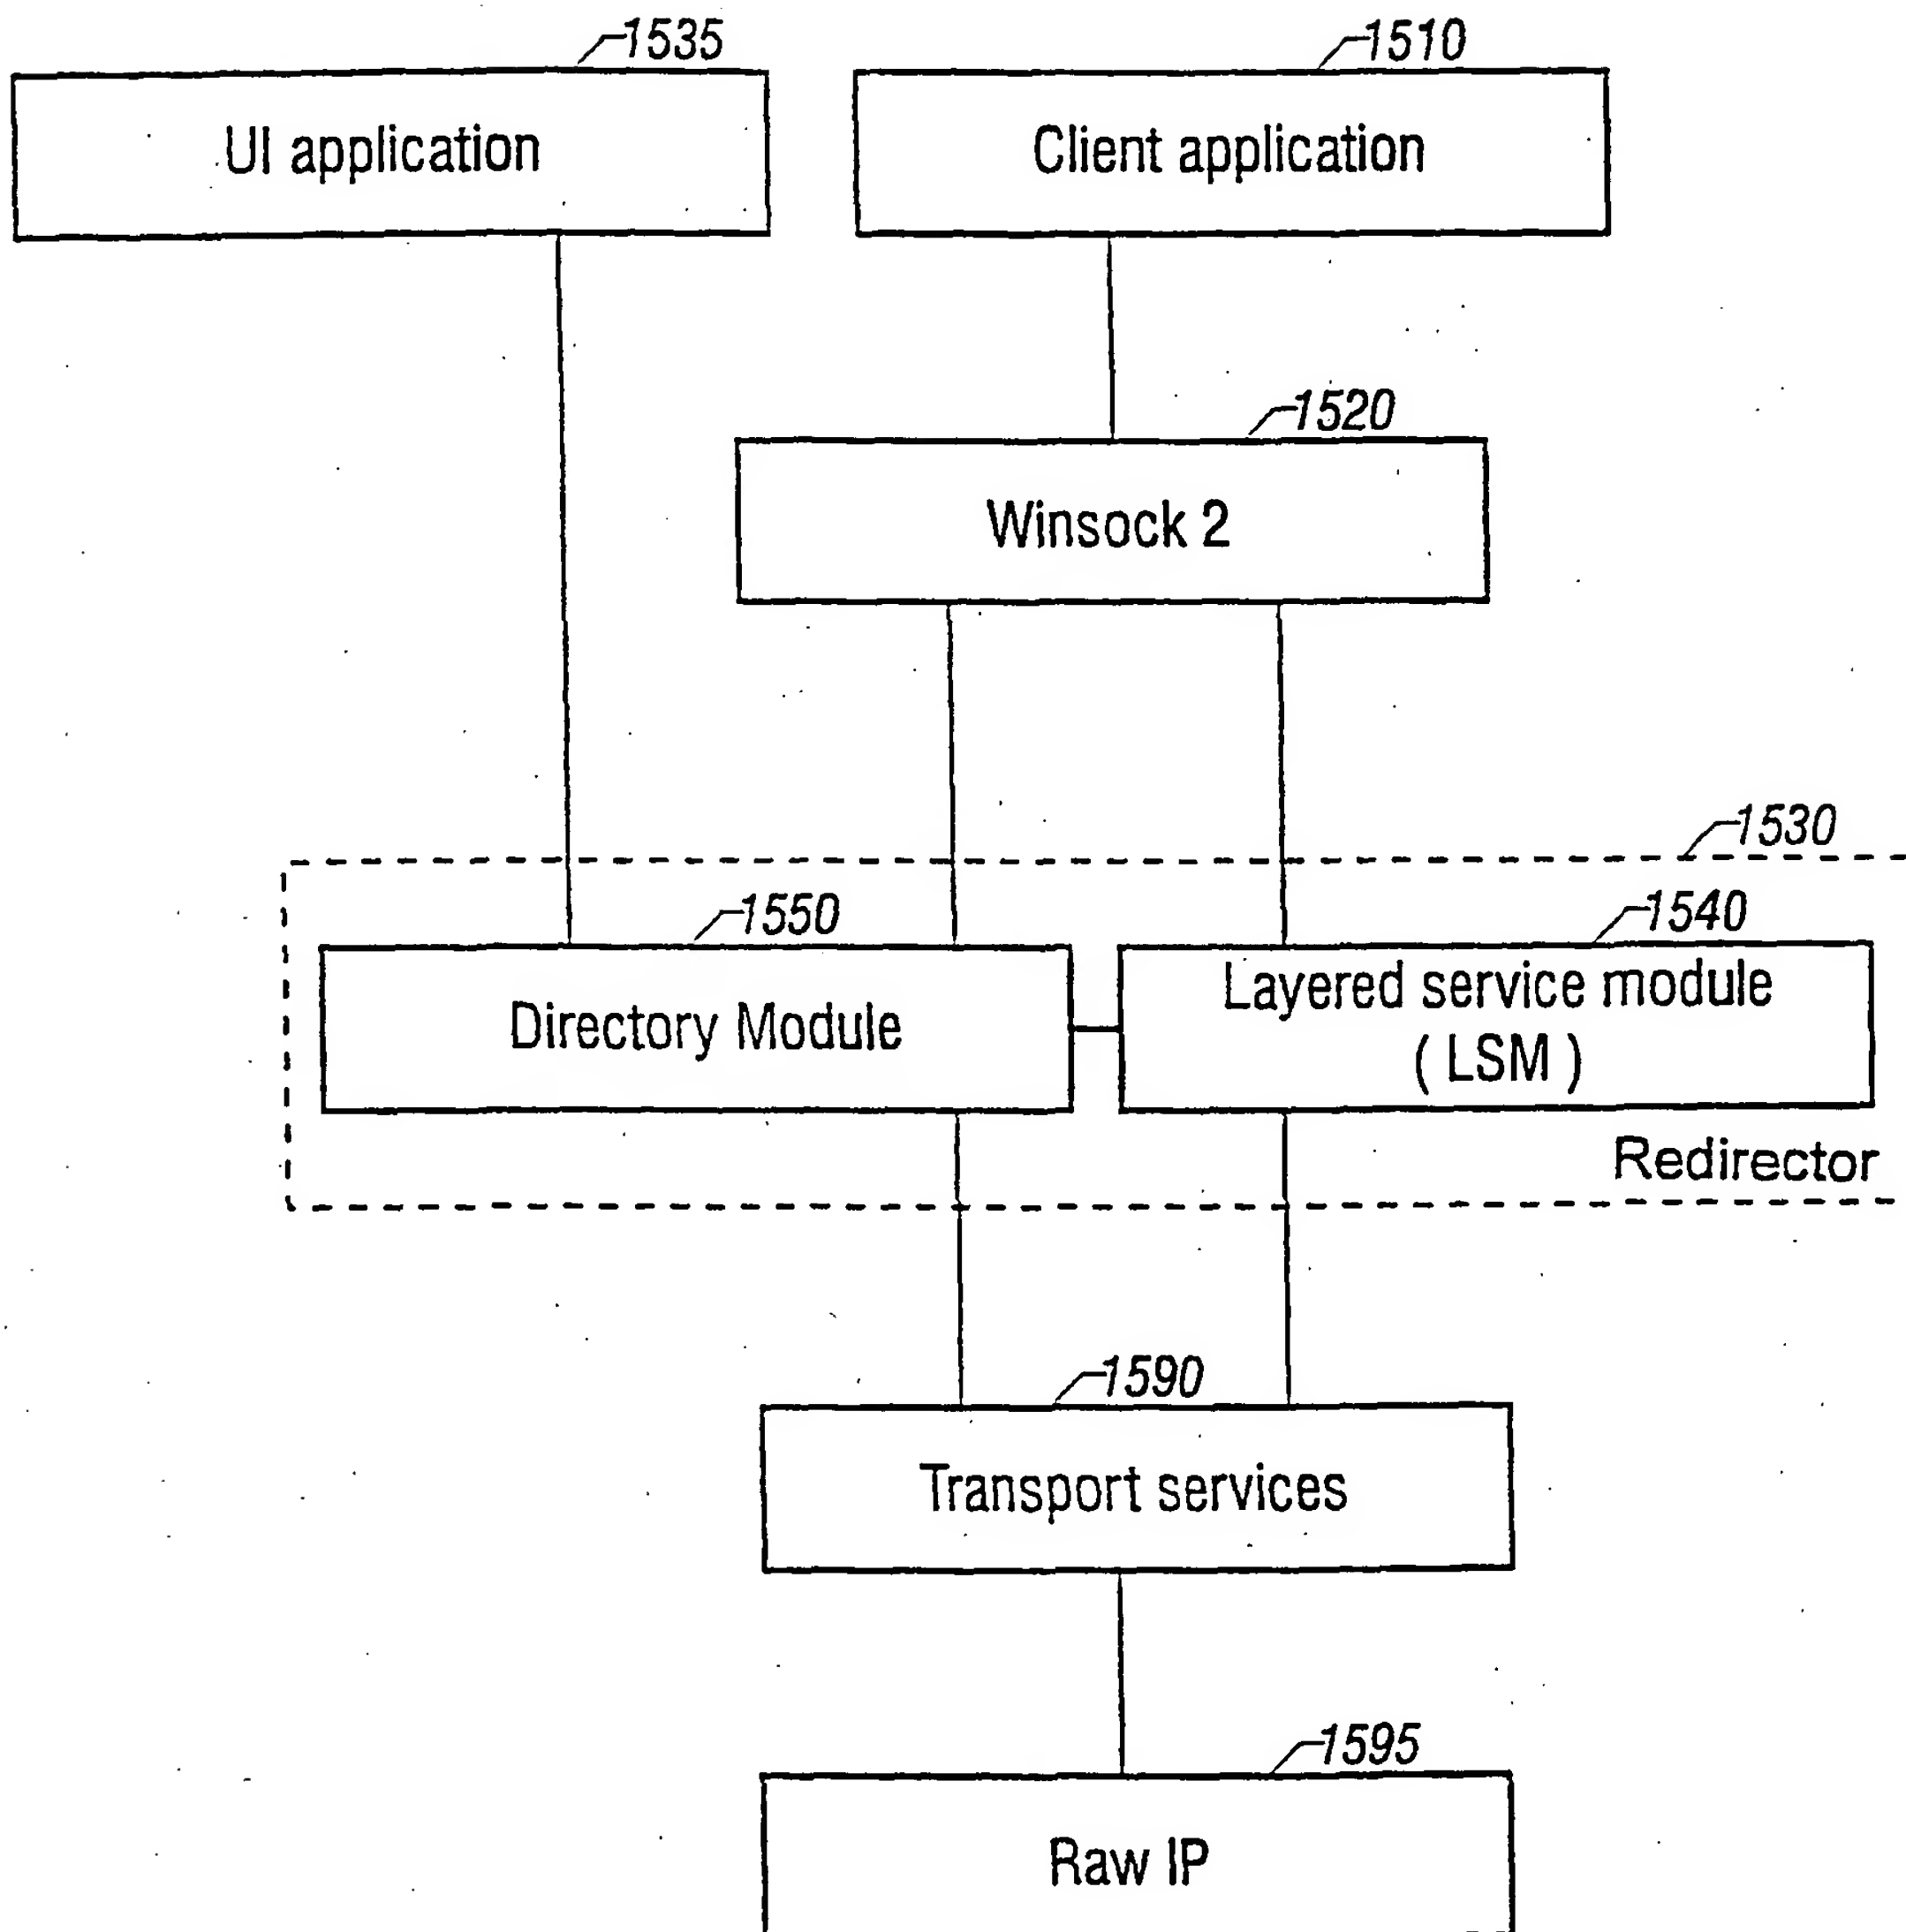 1535
1510
UI application
Client application
1520
Winsock 2
1530
1550
1540
Directory Module
Layered service module
( LSM )
Redirector
1590
Transport services
1595
Raw IP